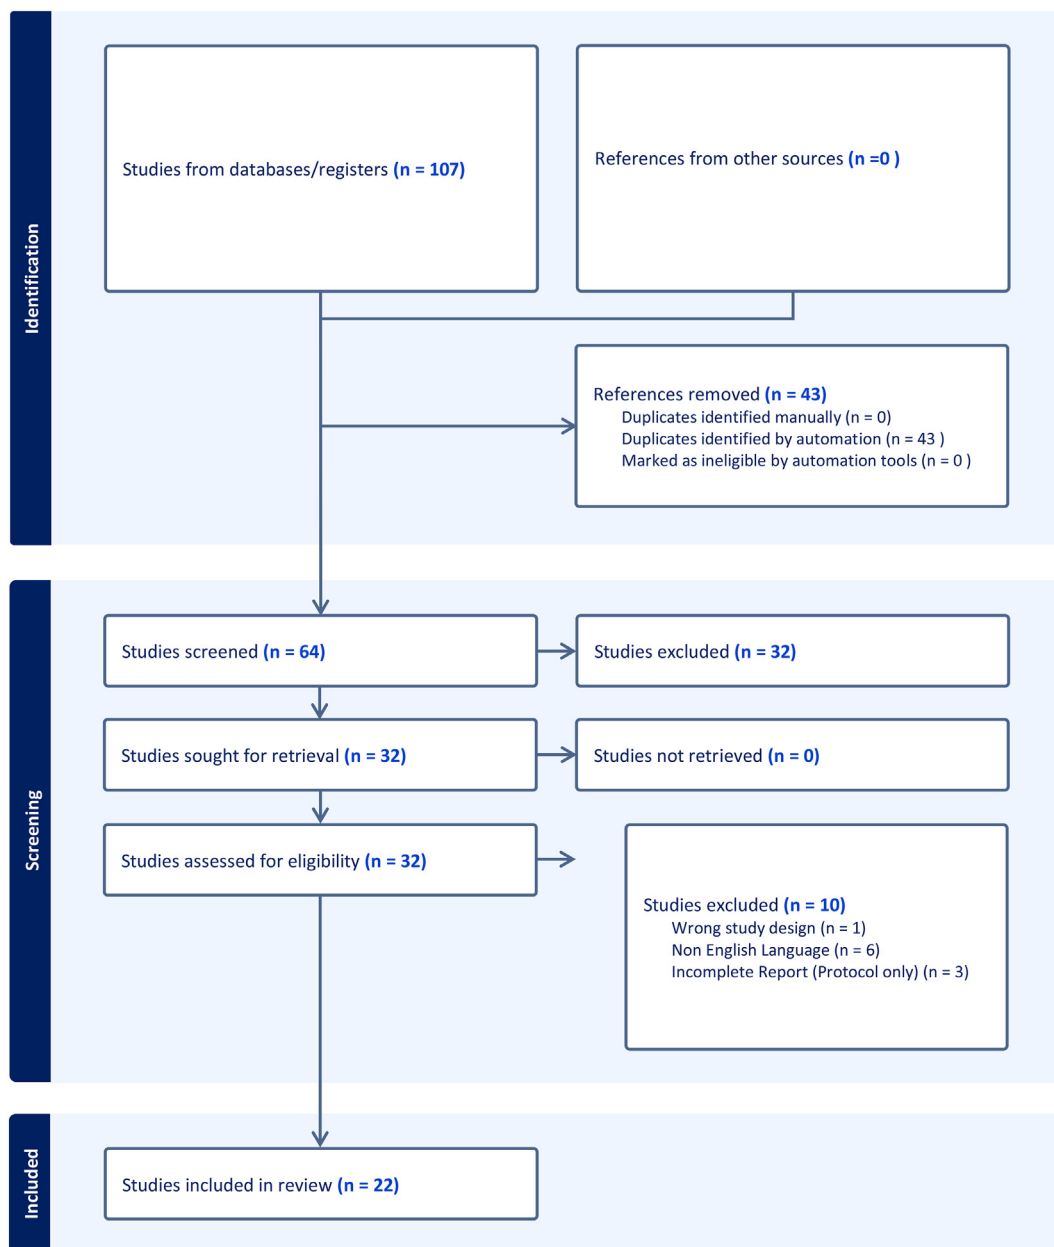 Identification
Studies from databases/registers (n = 107)
References from other sources (n =0 )
References removed (n = 43)
Duplicates identified manually (n = 0)
Duplicates identified by automation (n = 43 )
Marked as ineligible by automation tools (n = 0 )
Screening
Studies screened (n = 64)
Studies excluded (n = 32)
Studies sought for retrieval (n = 32)
Studies not retrieved (n = 0)
Studies assessed for eligibility (n = 32)
Studies excluded (n = 10)
Wrong study design (n = 1)
Non English Language (n = 6)
Incomplete Report (Protocol only) (n = 3)
Included
Studies included in review (n = 22)